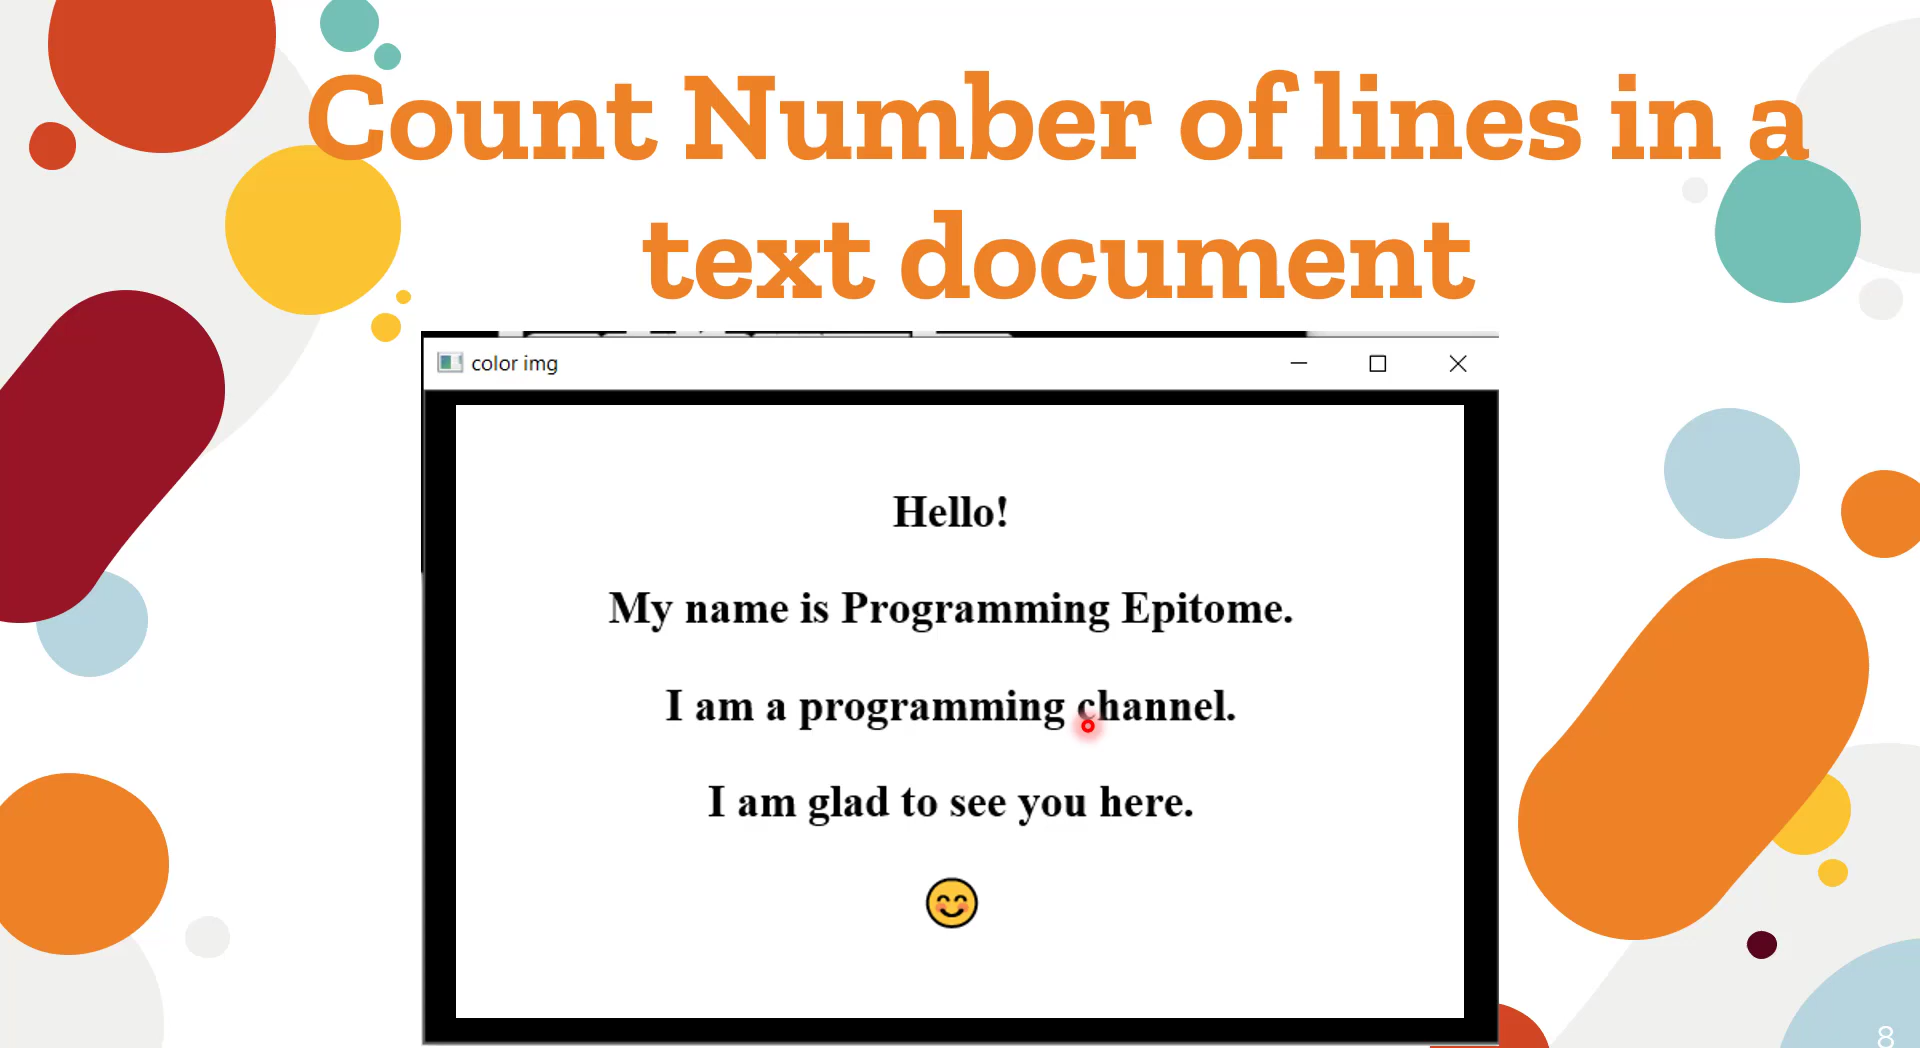 Count Number of lines in a
text document
color img
Hello!
My name is Programming Epitome.
I am a programming channel.
I am glad to see you here.
😊
8